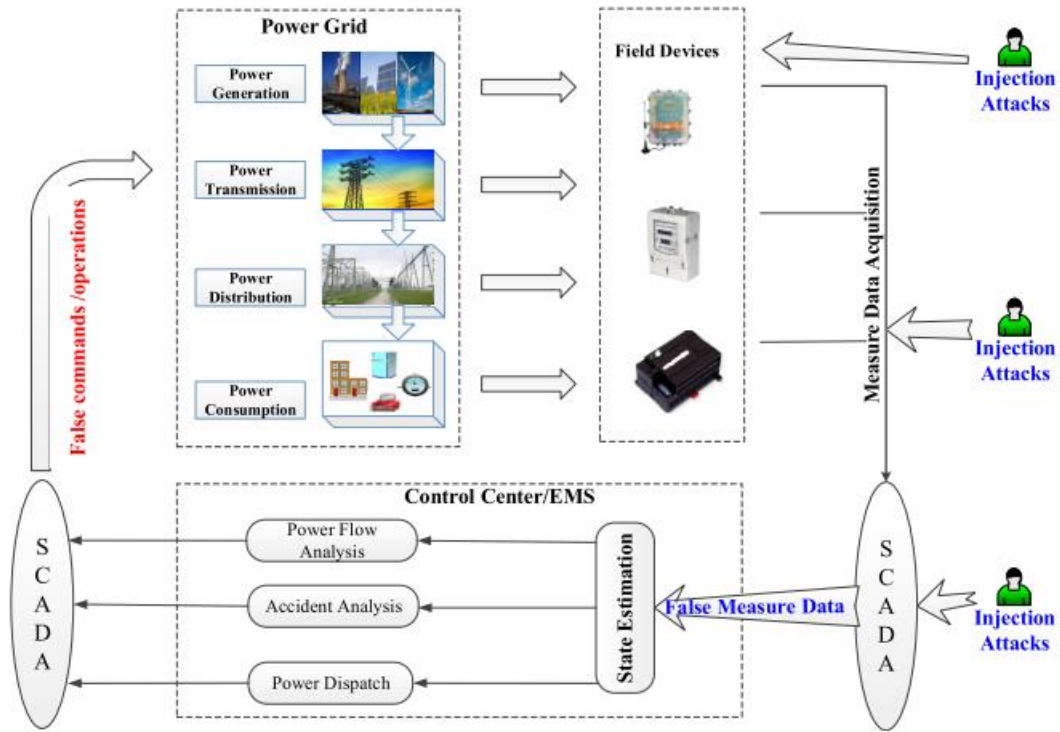 Power Grid
Power
Generation
Power
Transmission
Power
Distribution
Power
Consumption
Field Devices
Injection
Attacks
Measure Data Acquisition
Injection
Attacks
False commands /operations
Control Center/EMS
SCADA
Power Flow
Analysis
Accident Analysis
Power Dispatch
State Estimation
False Measure Data
SCADA
Injection
Attacks